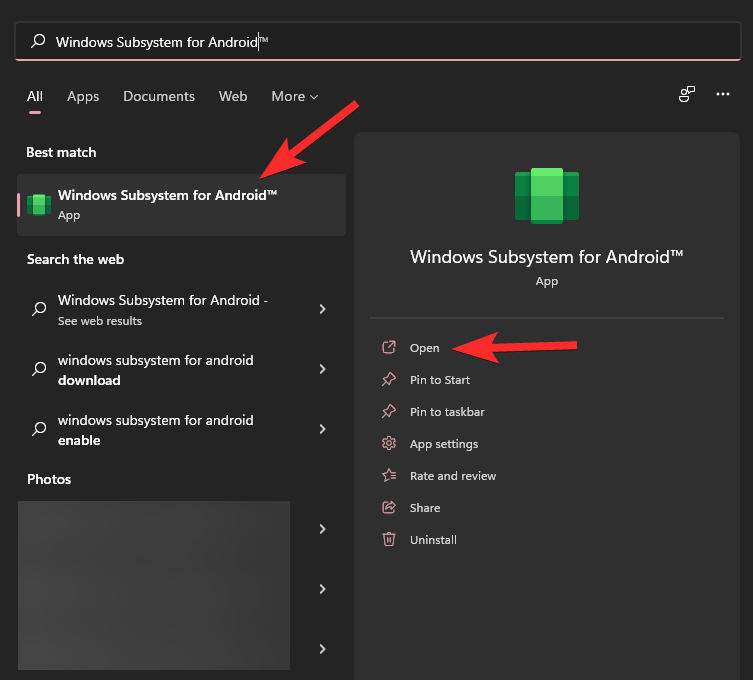 Windows Subsystem for Android™
All Apps Documents Web More
Best match
Windows Subsystem for Android™
App
Search the web
Windows Subsystem for Android -
See web results
windows subsystem for android
download
windows subsystem for android
enable
Photos
Windows Subsystem for Android™
App
Open
Pin to Start
Pin to taskbar
App settings
Rate and review
Share
Uninstall